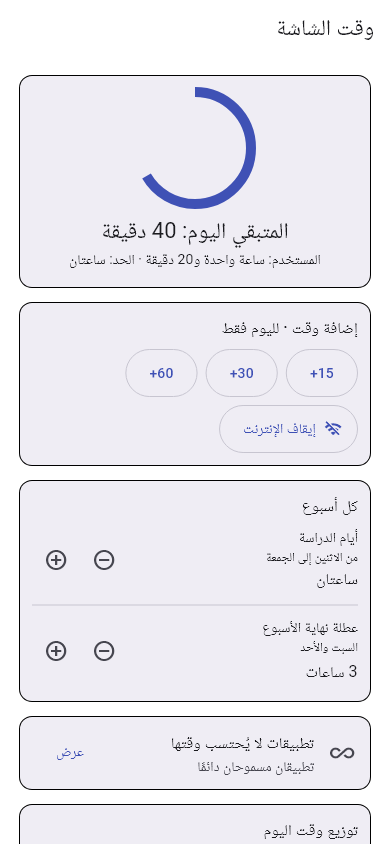 وقت الشاشة
المتبقي اليوم: 40 دقيقة
المستخدم: ساعة واحدة و20 دقيقة · الحد: ساعتان
إضافة وقت · لليوم فقط
+15
+30
+60
إيقاف الإنترنت
كل أسبوع
أيام الدراسة
من الاثنين إلى الجمعة
ساعتان
عطلة نهاية الأسبوع
السبت والأحد
3 ساعات
تطبيقات لا يُحتسب وقتها
تطبيقان مسموحان دائمًا
عرض
توزيع وقت اليوم